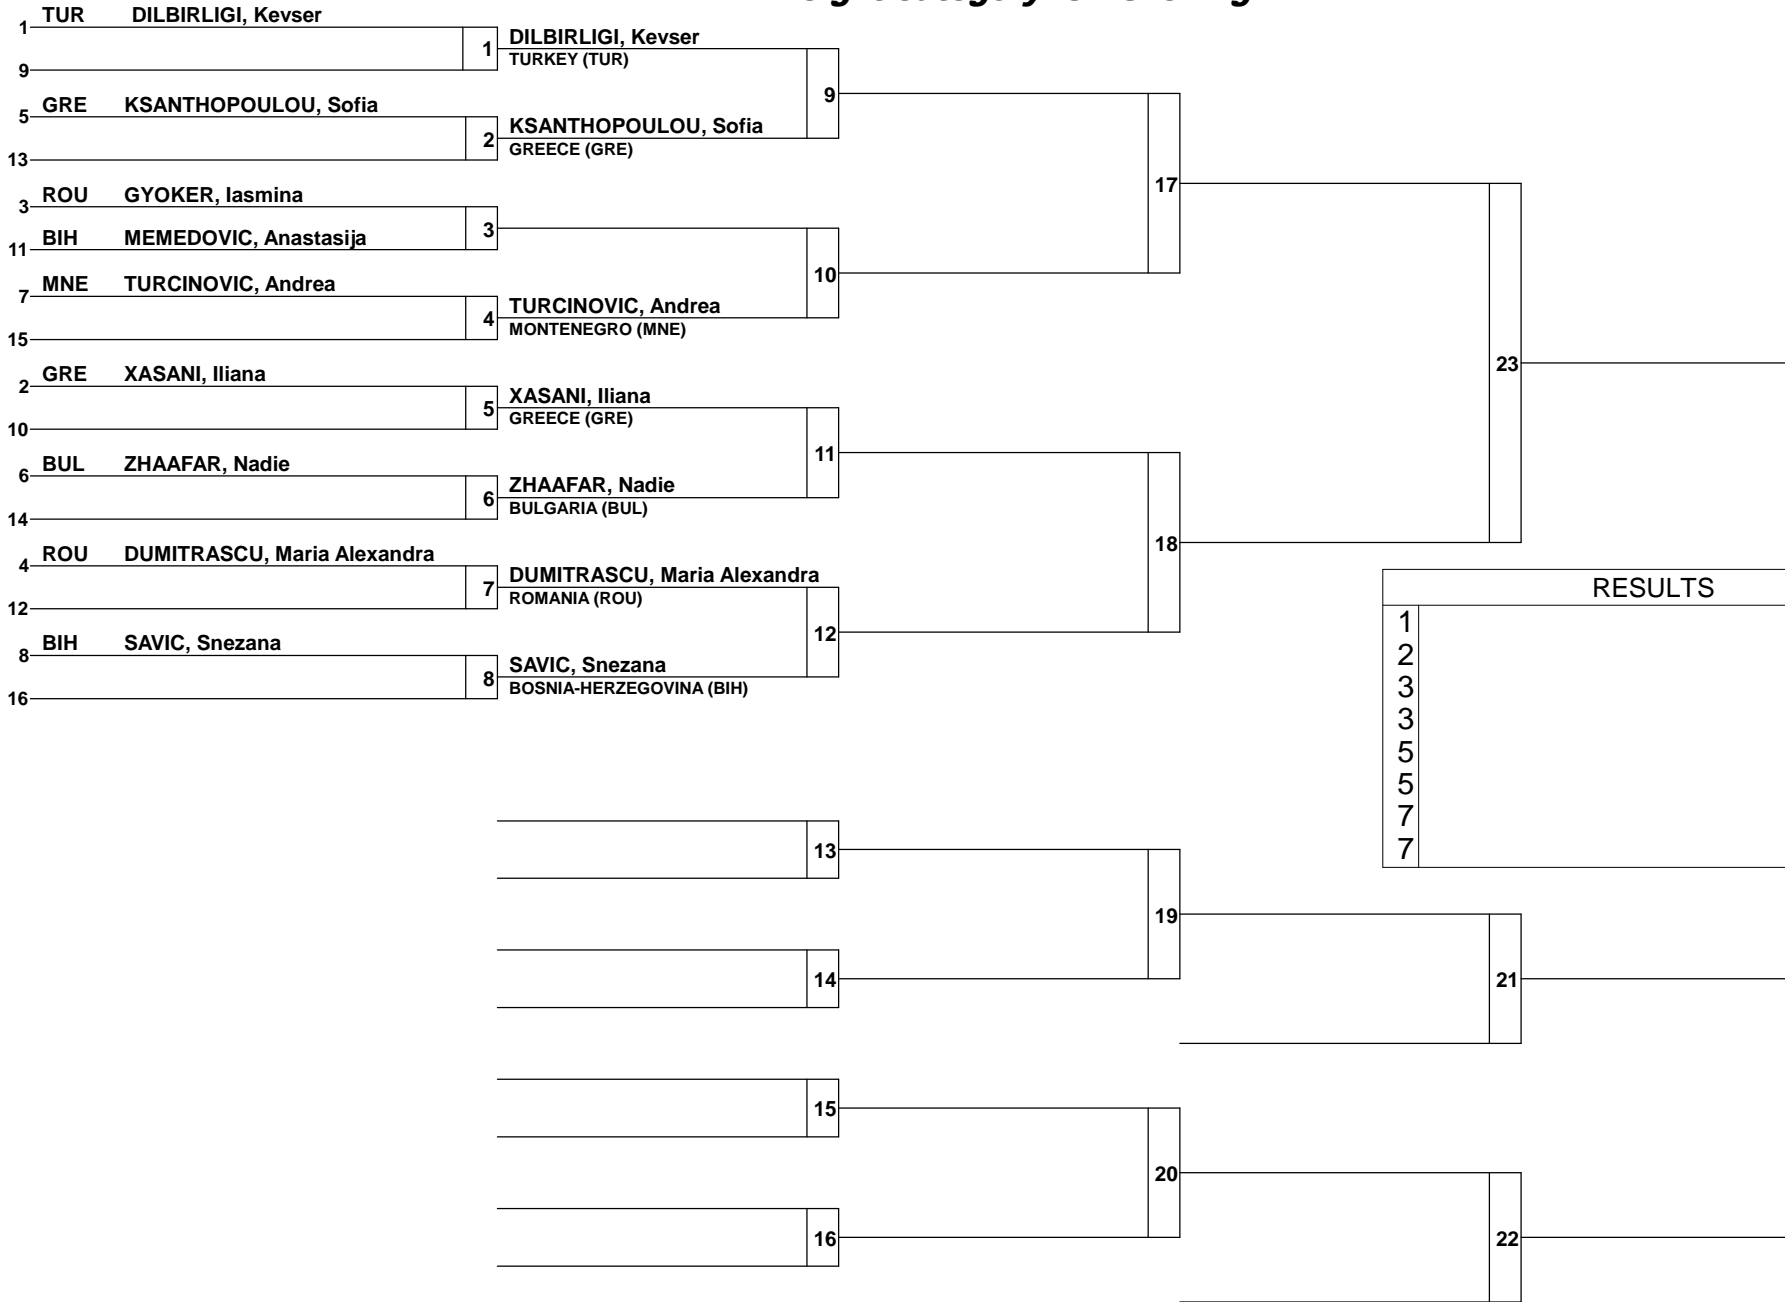 TUR DILBIRLIGI, Kevser
1
1 DILBIRLIGI, Kevser
TURKEY (TUR)
9
9
GRE KSANTHOPOULOU, Sofia
5
2 KSANTHOPOULOU, Sofia
GREECE (GRE)
13
17
ROU GYOKER, Iasmina
3
3
BIH MEMEDOVIC, Anastasija
11
10
MNE TURCINOVIC, Andrea
7
4 TURCINOVIC, Andrea
MONTENEGRO (MNE)
15
23
GRE XASANI, Iliana
2
5 XASANI, Iliana
GREECE (GRE)
10
11
BUL ZHAAFAR, Nadie
6
6 ZHAAFAR, Nadie
BULGARIA (BUL)
14
18
ROU DUMITRASCU, Maria Alexandra
4
7 DUMITRASCU, Maria Alexandra
ROMANIA (ROU)
12
12
BIH SAVIC, Snezana
8
8 SAVIC, Snezana
BOSNIA-HERZEGOVINA (BIH)
16
RESULTS
1
2
3
3
5
5
7
7
13
19
14
21
15
20
16
22